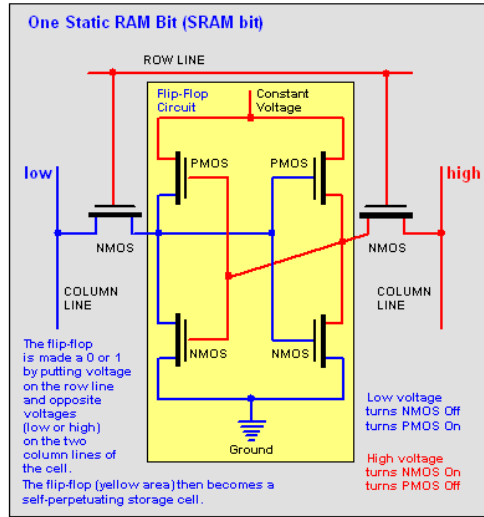 One Static RAM Bit (SRAM bit)
ROW LINE
Flip-Flop
Circuit
Constant
Voltage
PMOS
PMOS
low
high
NMOS
NMOS
COLUMN
LINE
COLUMN
LINE
NMOS
NMOS
The flip-flop
is made a 0 or 1
by putting voltage
on the row line
and opposite
voltages
(low or high)
on the two
column lines
of the cell.
The flip-flop (yellow area) then becomes a
self-perpetuating storage cell.
Ground
Low voltage
turns NMOS Off
turns PMOS On
High voltage
turns NMOS On
turns PMOS Off